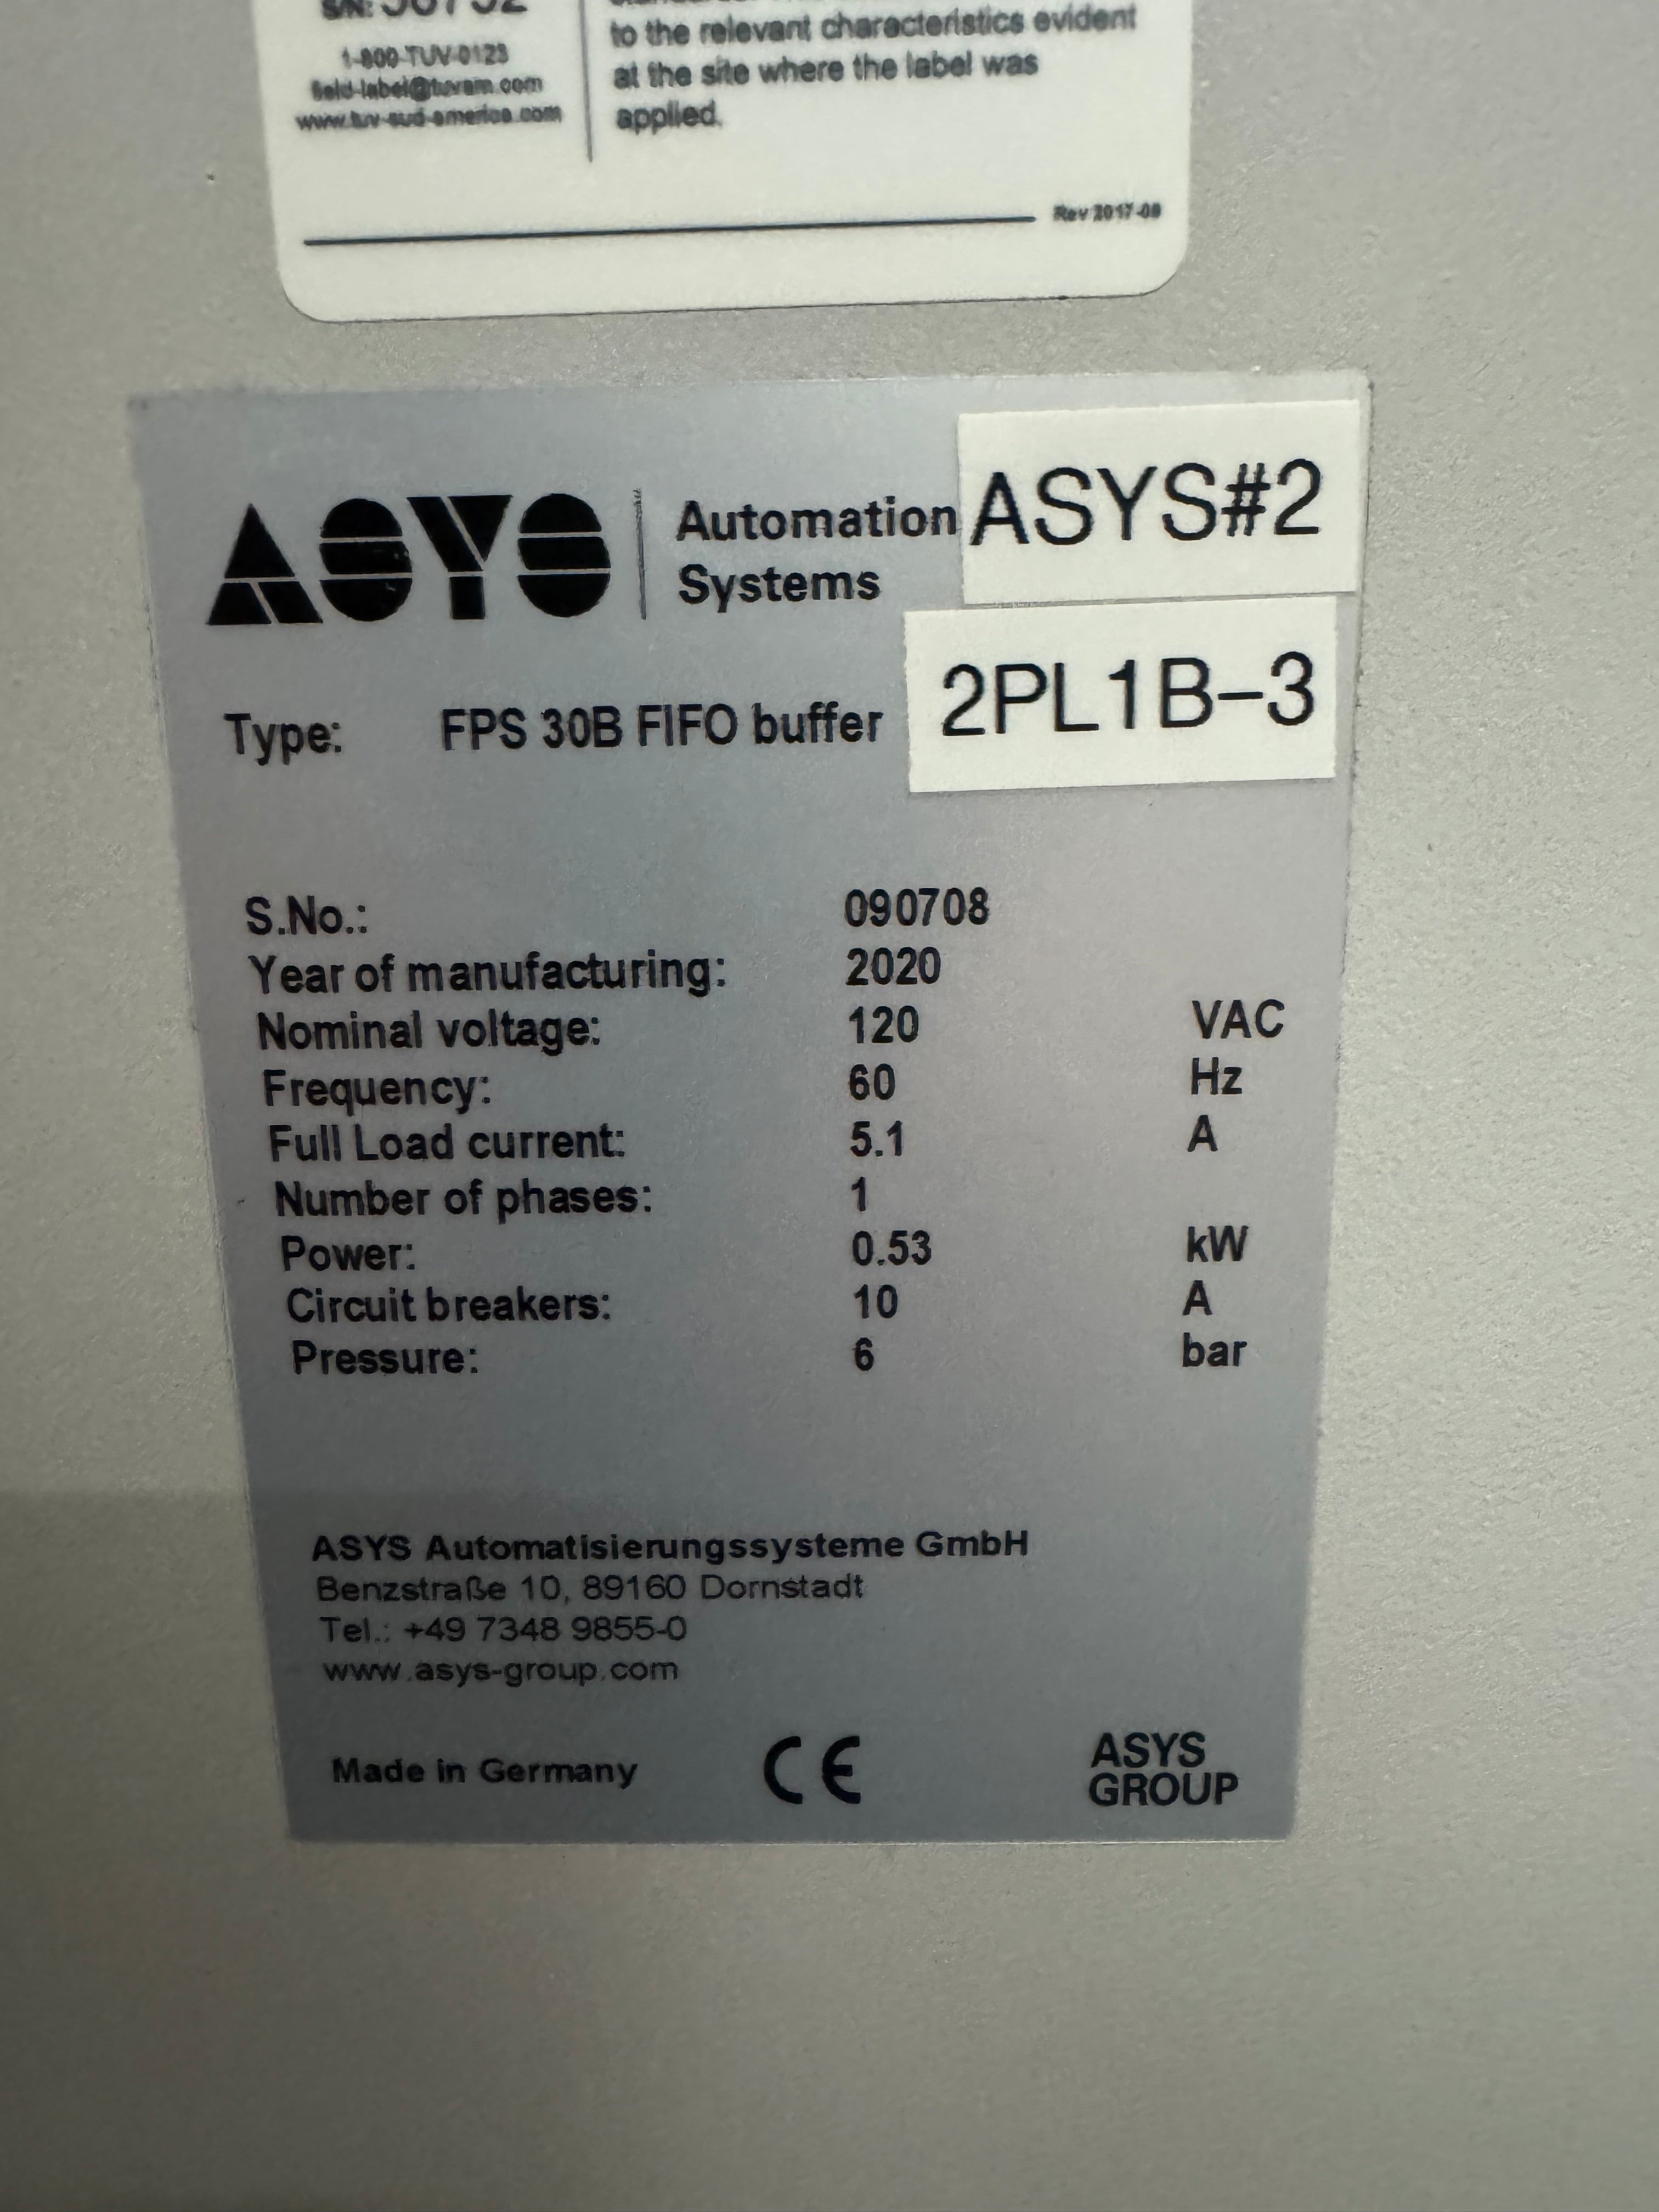 S/N:
1-800-TUV-0123
field-label@tuvam.com
www.tuv-sud-america.com
to the relevant characteristics evident
at the site where the label was
applied.
Rev 2017-08
ASYS Automation Systems
ASYS#2
Type: FPS 30B FIFO buffer
2PL1B-3
S.No.: 090708
Year of manufacturing: 2020
Nominal voltage: 120 VAC
Frequency: 60 Hz
Full Load current: 5.1 A
Number of phases: 1
Power: 0.53 kW
Circuit breakers: 10 A
Pressure: 6 bar
ASYS Automatisierungssysteme GmbH
Benzstraße 10, 89160 Dornstadt
Tel.: +49 7348 9855-0
www.asys-group.com
Made in Germany CE
ASYS
GROUP